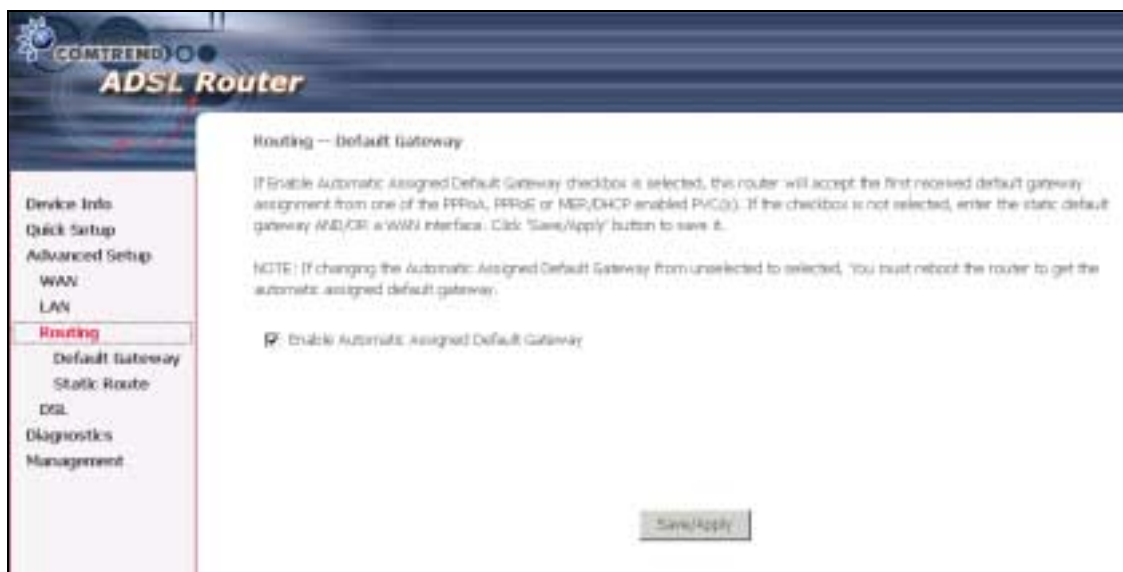 COMTREND
ADSL Router
Routing -- Default Gateway
If Enable Automatic Assigned Default Gateway checkbox is selected, this router will accept the first received default gateway
assignment from one of the PPPoA, PPPoE or MER/DHCP enabled PVC(s). If the checkbox is not selected, enter the static default
gateway AND/OR a WAN interface. Click 'Save/Apply' button to save it.
NOTE: If changing the Automatic Assigned Default Gateway from unselected to selected, You must reboot the router to get the
automatic assigned default gateway.
Enable Automatic Assigned Default Gateway
Save/Apply
Device Info
Quick Setup
Advanced Setup
WAN
LAN
Routing
Default Gateway
Static Route
DSL
Diagnostics
Management